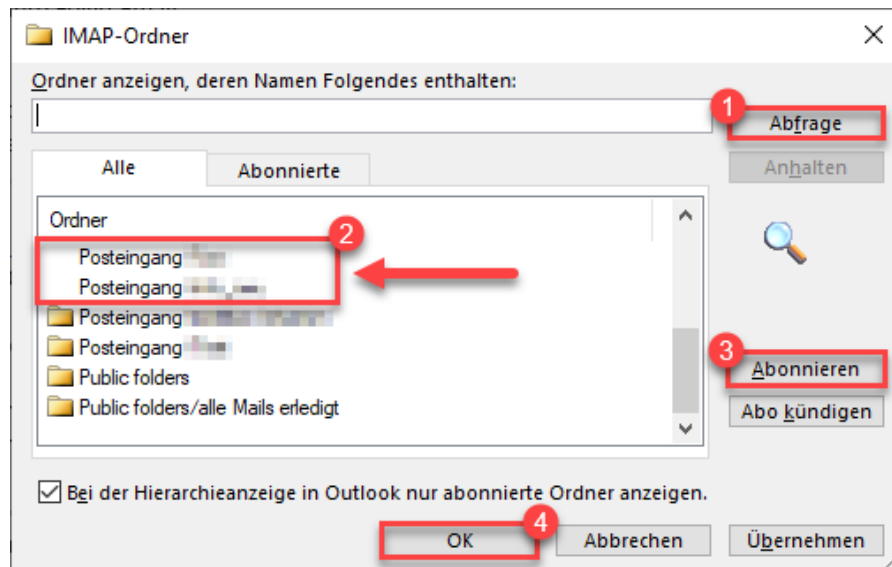 IMAP-Ordner
Ordner anzeigen, deren Namen Folgendes enthalten:
1
Abfrage
Alle
Abonnierte
Anhalten
Ordner
2
Posteingang
Posteingang
Posteingang
Posteingang
3
Abonnieren
Public folders
Public folders/alle Mails erledigt
Abo kündigen
Bei der Hierarchieanzeige in Outlook nur abonnierte Ordner anzeigen.
4
OK
Abbrechen
Übernehmen